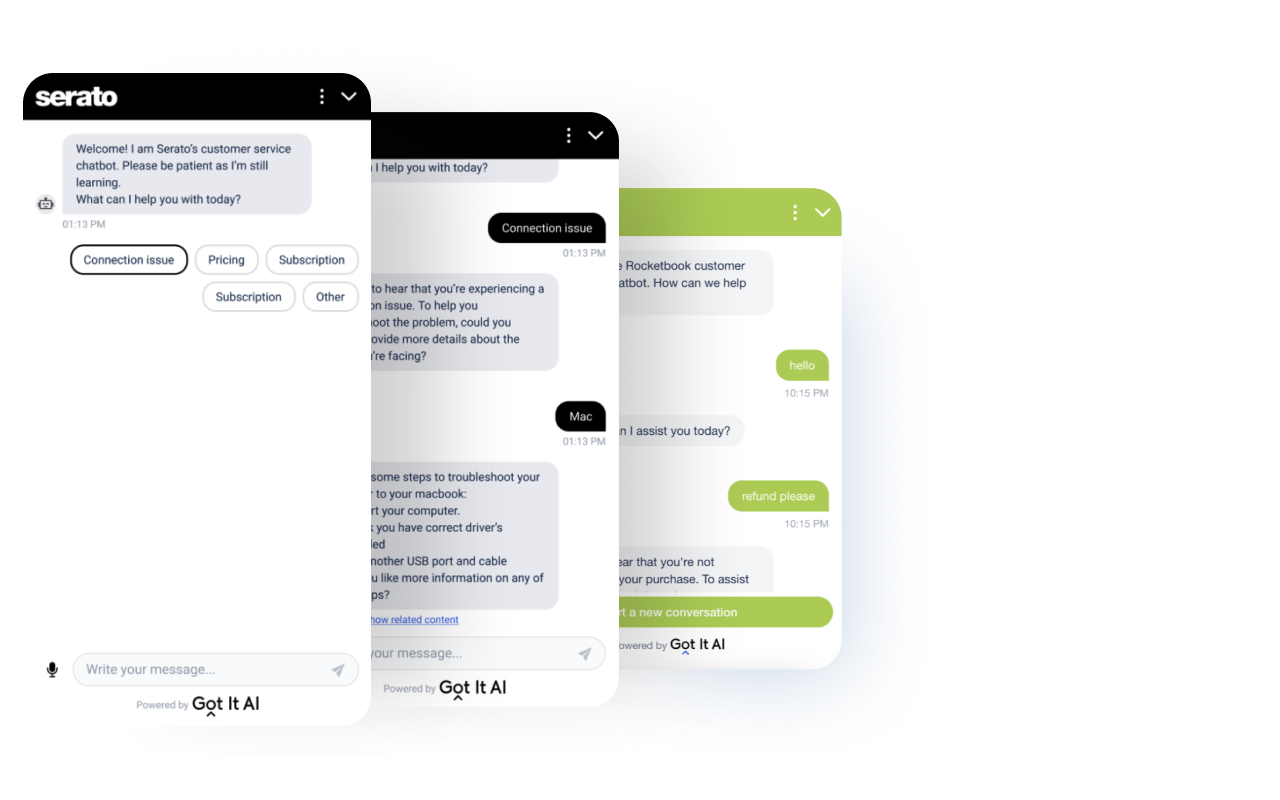 serato
Welcome! I am Serato's customer service
chatbot. Please be patient as I'm still
learning.
What can I help you with today?
01:13 PM
Connection issue
Pricing
Subscription
Subscription
Other
Write your message...
Powered by Got It AI
I help you with today?
Connection issue
01:13 PM
to hear that you're experiencing a
on issue. To help you
oot the problem, could you
ovide more details about the
're facing?
Mac
01:13 PM
some steps to troubleshoot your
r to your macbook:
rt your computer.
k you have correct driver's
led
nother USB port and cable
u like more information on any of
ps?
how related content
your message...
Powered by Got It AI
e Rocketbook customer
atbot. How can we help
hello
10:15 PM
n I assist you today?
refund please
10:15 PM
ear that you're not
your purchase. To assist
rt a new conversation
owered by Got It AI